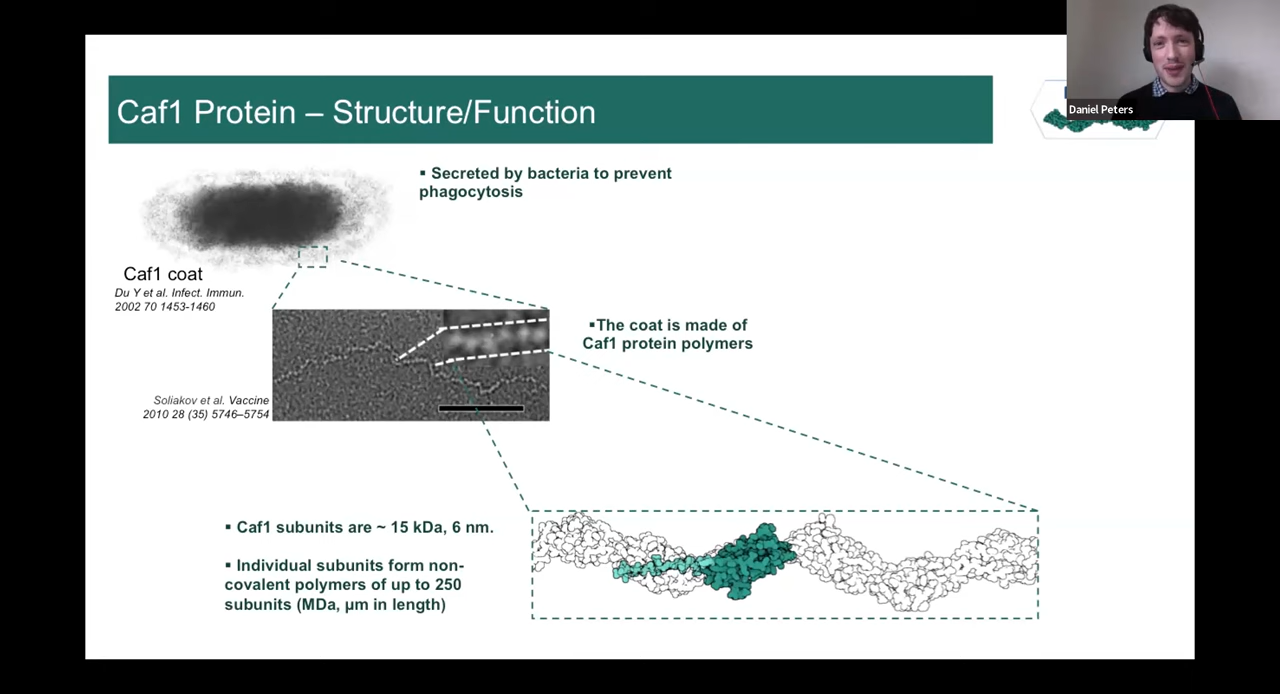 Caf1 Protein – Structure/Function
Daniel Peters
▪ Secreted by bacteria to prevent
phagocytosis
Caf1 coat
Du Y et al. Infect. Immun.
2002 70 1453-1460
▪The coat is made of
Caf1 protein polymers
Soliakov et al. Vaccine
2010 28 (35) 5746–5754
▪ Caf1 subunits are ~ 15 kDa, 6 nm.
▪ Individual subunits form non-
covalent polymers of up to 250
subunits (MDa, μm in length)